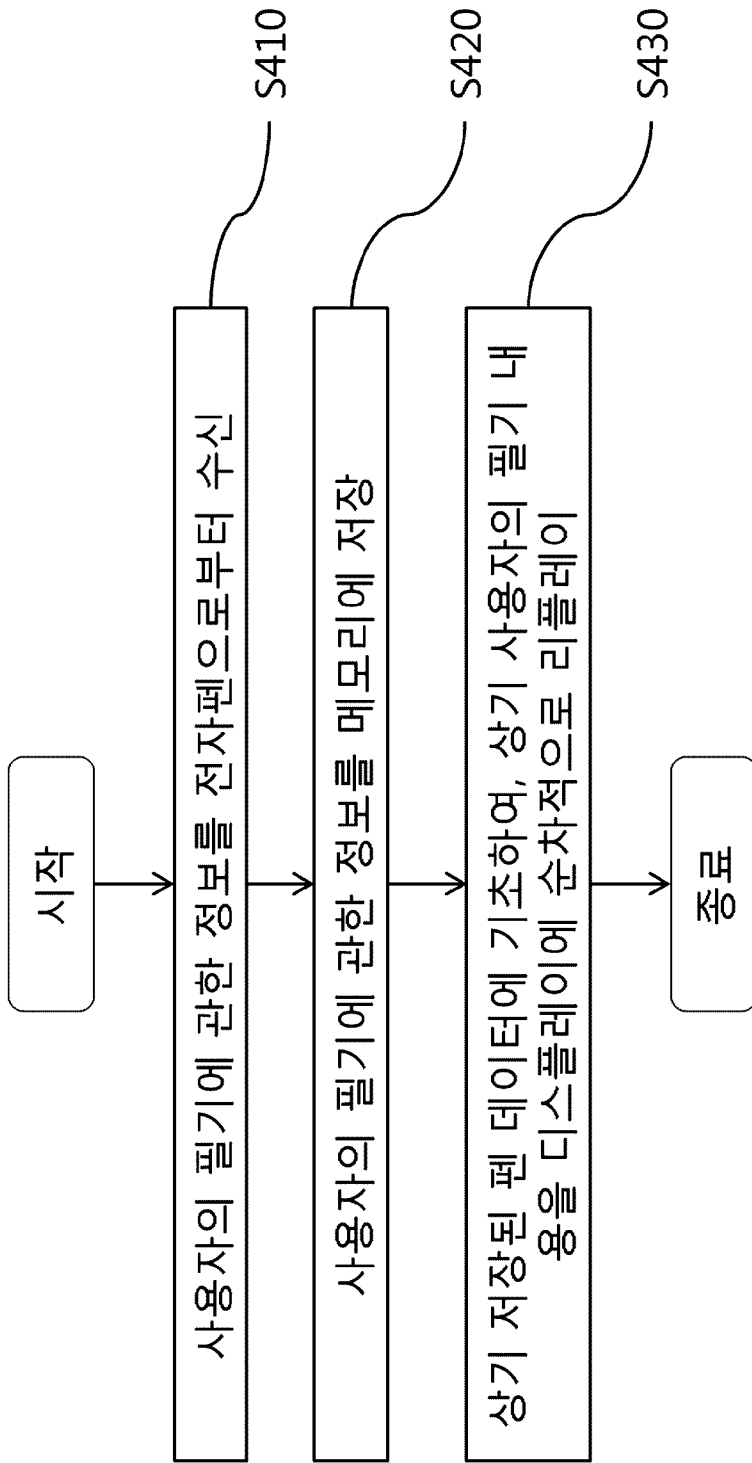 시작
사용자의 필기에 관한 정보를 전자펜으로부터 수신
S410
사용자의 필기에 관한 정보를 메모리에 저장
S420
상기 저장된 펜 데이터에 기초하여, 상기 사용자의 필기 내
용을 디스플레이에 순차적으로 리플레이
S430
종료